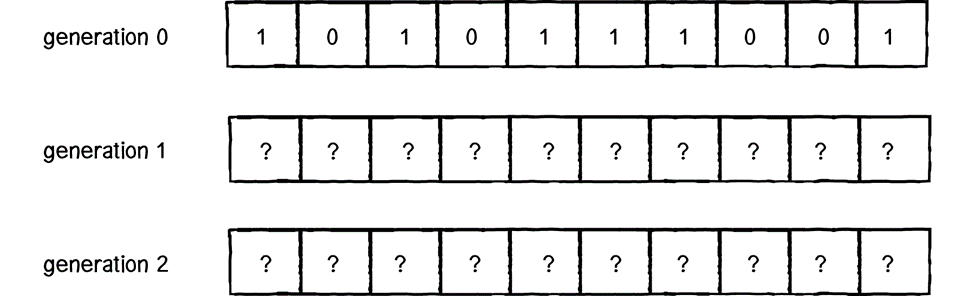 generation 0 1 0 1 0 1 1 1 0 0 1
generation 1 ? ? ? ? ? ? ? ? ? ?
generation 2 ? ? ? ? ? ? ? ? ? ?